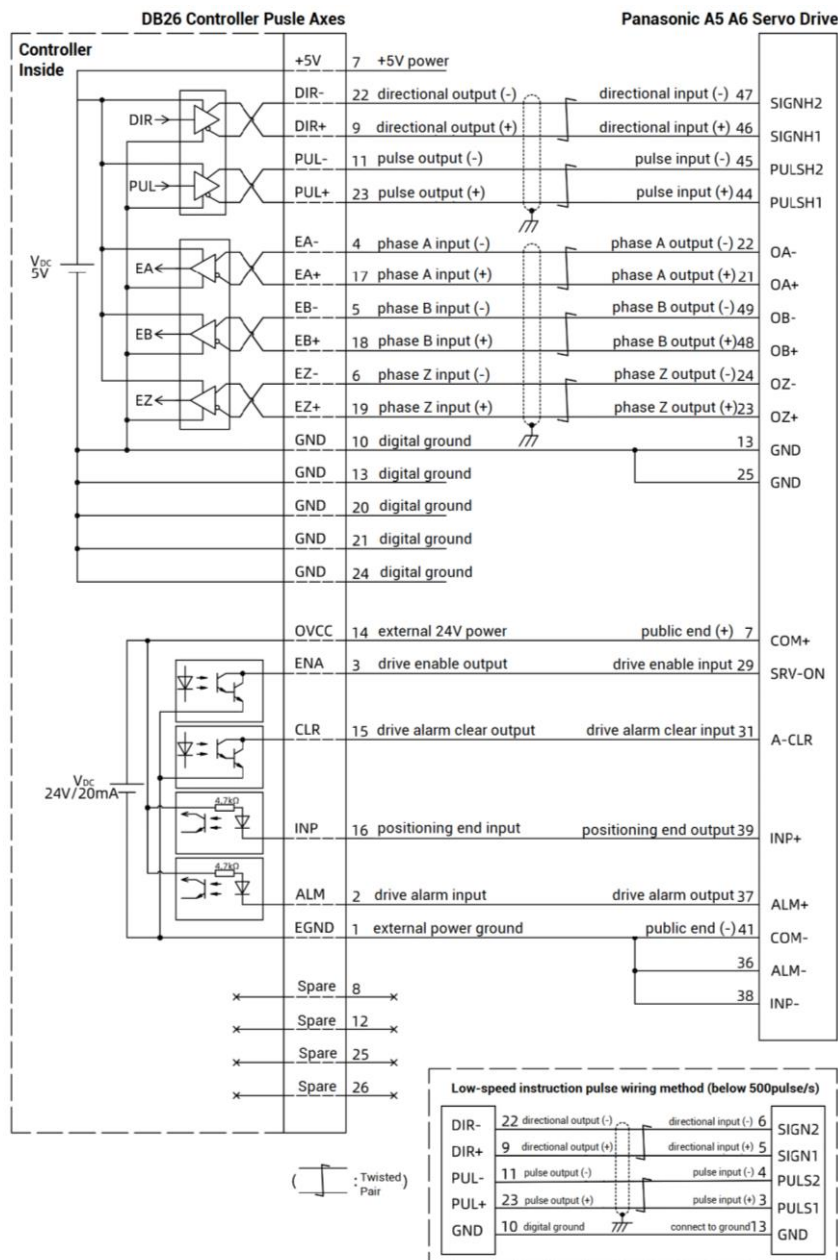 DB26 Controller Pusle Axes
Panasonic A5 A6 Servo Drive
Controller
Inside
+5V 7 +5V power
DIR- 22 directional output (-) directional input (-) 47 SIGNH2
DIR→
DIR+ 9 directional output (+) directional input (+) 46 SIGNH1
PUL- 11 pulse output (-) pulse input (-) 45 PULSH2
PUL→
PUL+ 23 pulse output (+) pulse input (+) 44 PULSH1
EA- 4 phase A input (-) phase A output (-) 22 OA-
VDC
5V
EA←
EA+ 17 phase A input (+) phase A output (+) 21 OA+
EB- 5 phase B input (-) phase B output (-) 49 OB-
EB←
EB+ 18 phase B input (+) phase B output (+) 48 OB+
EZ- 6 phase Z input (-) phase Z output (-) 24 OZ-
EZ←
EZ+ 19 phase Z input (+) phase Z output (+) 23 OZ+
GND 10 digital ground 13 GND
GND 13 digital ground 25 GND
GND 20 digital ground
GND 21 digital ground
GND 24 digital ground
OVCC 14 external 24V power public end (+) 7 COM+
ENA 3 drive enable output drive enable input 29 SRV-ON
CLR 15 drive alarm clear output drive alarm clear input 31 A-CLR
VDC
24V/20mA
4.7kΩ
INP 16 positioning end input positioning end output 39 INP+
4.7kΩ
ALM 2 drive alarm input drive alarm output 37 ALM+
EGND 1 external power ground public end (-) 41 COM-
36 ALM-
Spare 8
38 INP-
Spare 12
Spare 25
Spare 26
( : Twisted Pair )
Low-speed instruction pulse wiring method (below 500pulse/s)
DIR- 22 directional output (-) directional input (-) 6 SIGN2
DIR+ 9 directional output (+) directional input (+) 5 SIGN1
PUL- 11 pulse output (-) pulse input (-) 4 PULS2
PUL+ 23 pulse output (+) pulse input (+) 3 PULS1
GND 10 digital ground connect to ground 13 GND